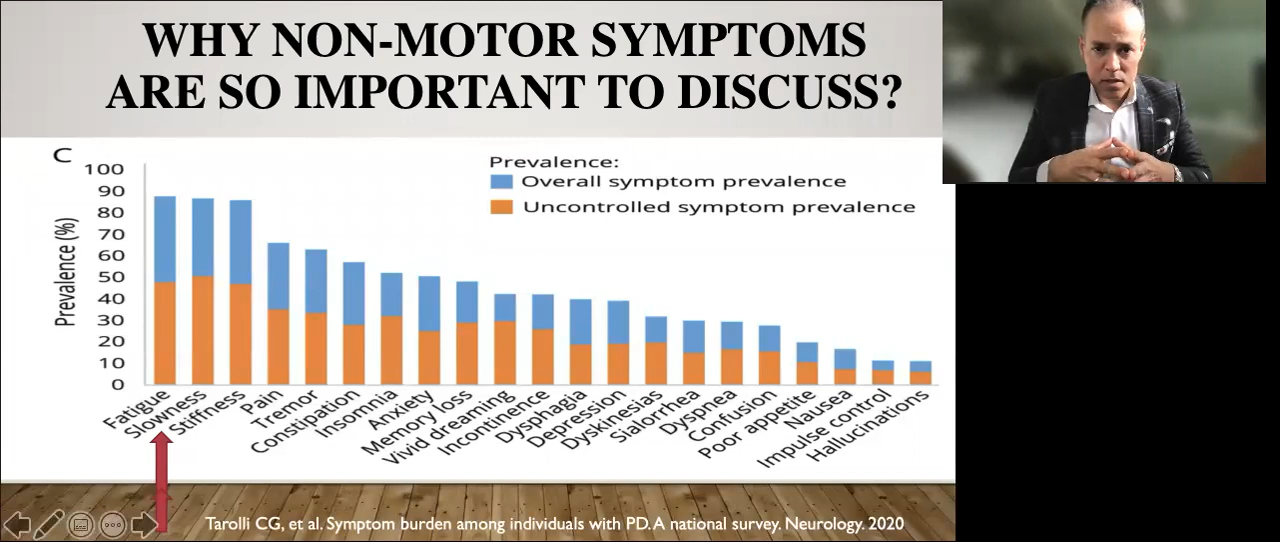 WHY NON-MOTOR SYMPTOMS
ARE SO IMPORTANT TO DISCUSS?
C
Prevalence:
Overall symptom prevalence
Uncontrolled symptom prevalence
Prevalence (%)
100
90
80
70
60
50
40
30
20
10
0
Fatigue
Slowness
Stiffness
Pain
Tremor
Constipation
Insomnia
Anxiety
Memory loss
Vivid dreaming
Incontinence
Dysphagia
Depression
Dyskinesias
Sialorrhea
Dyspnea
Confusion
Poor appetite
Nausea
Impulse control
Hallucinations
Tarolli CG, et al. Symptom burden among individuals with PD. A national survey. Neurology. 2020